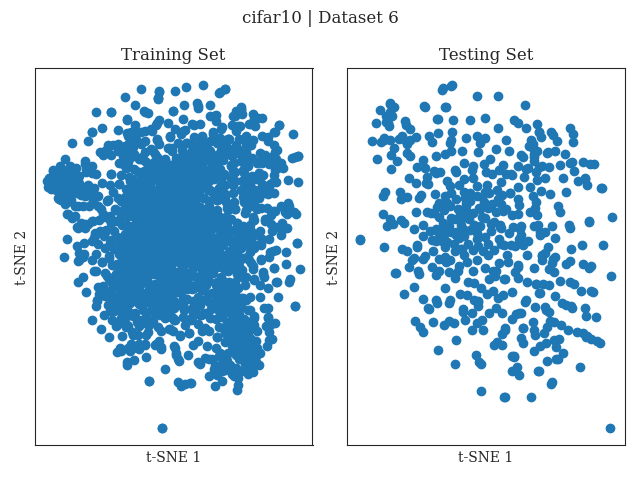 cifar10 | Dataset 6
Training Set
Testing Set
t-SNE 2
t-SNE 2
t-SNE 1
t-SNE 1